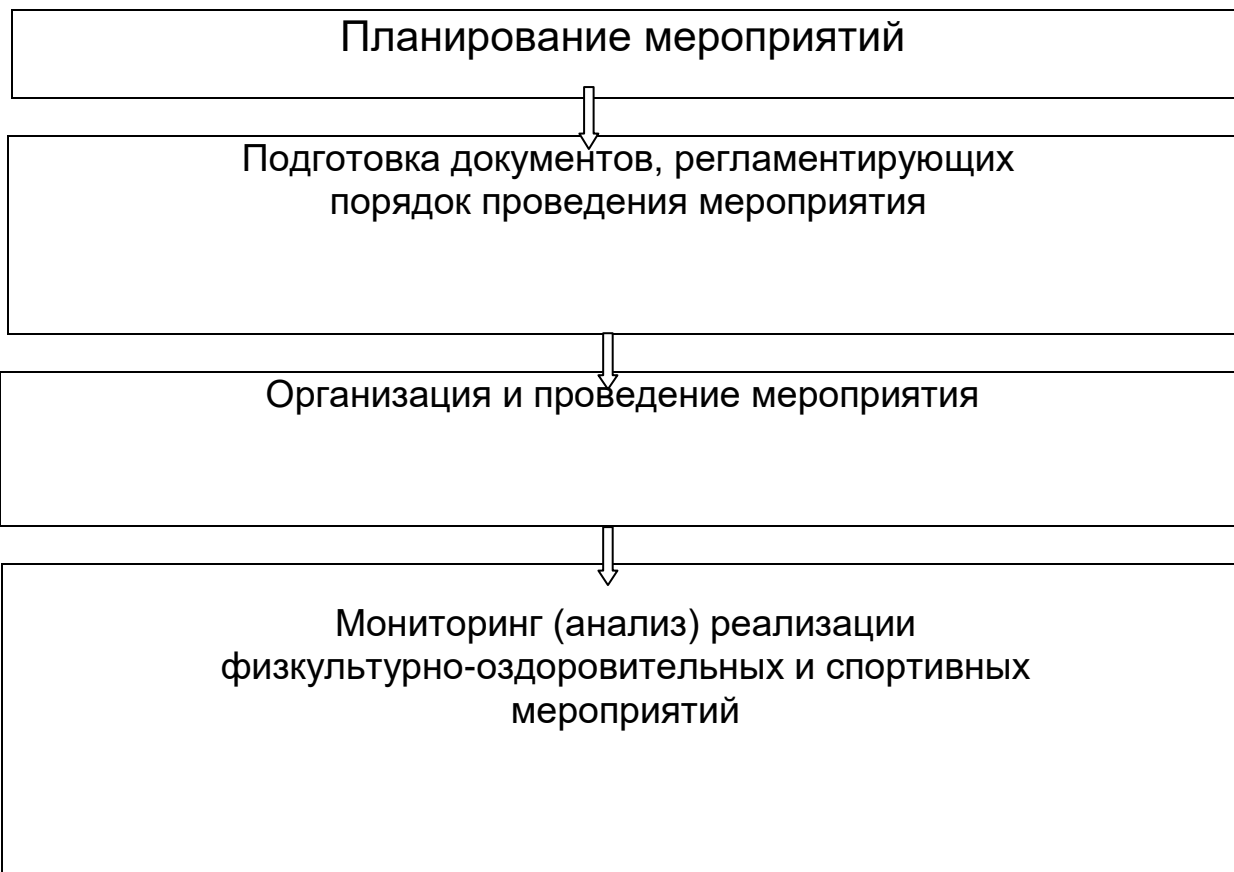 Планирование мероприятий
Подготовка документов, регламентирующих
порядок проведения мероприятия
Организация и проведение мероприятия
Мониторинг (анализ) реализации
физкультурно-оздоровительных и спортивных
мероприятий